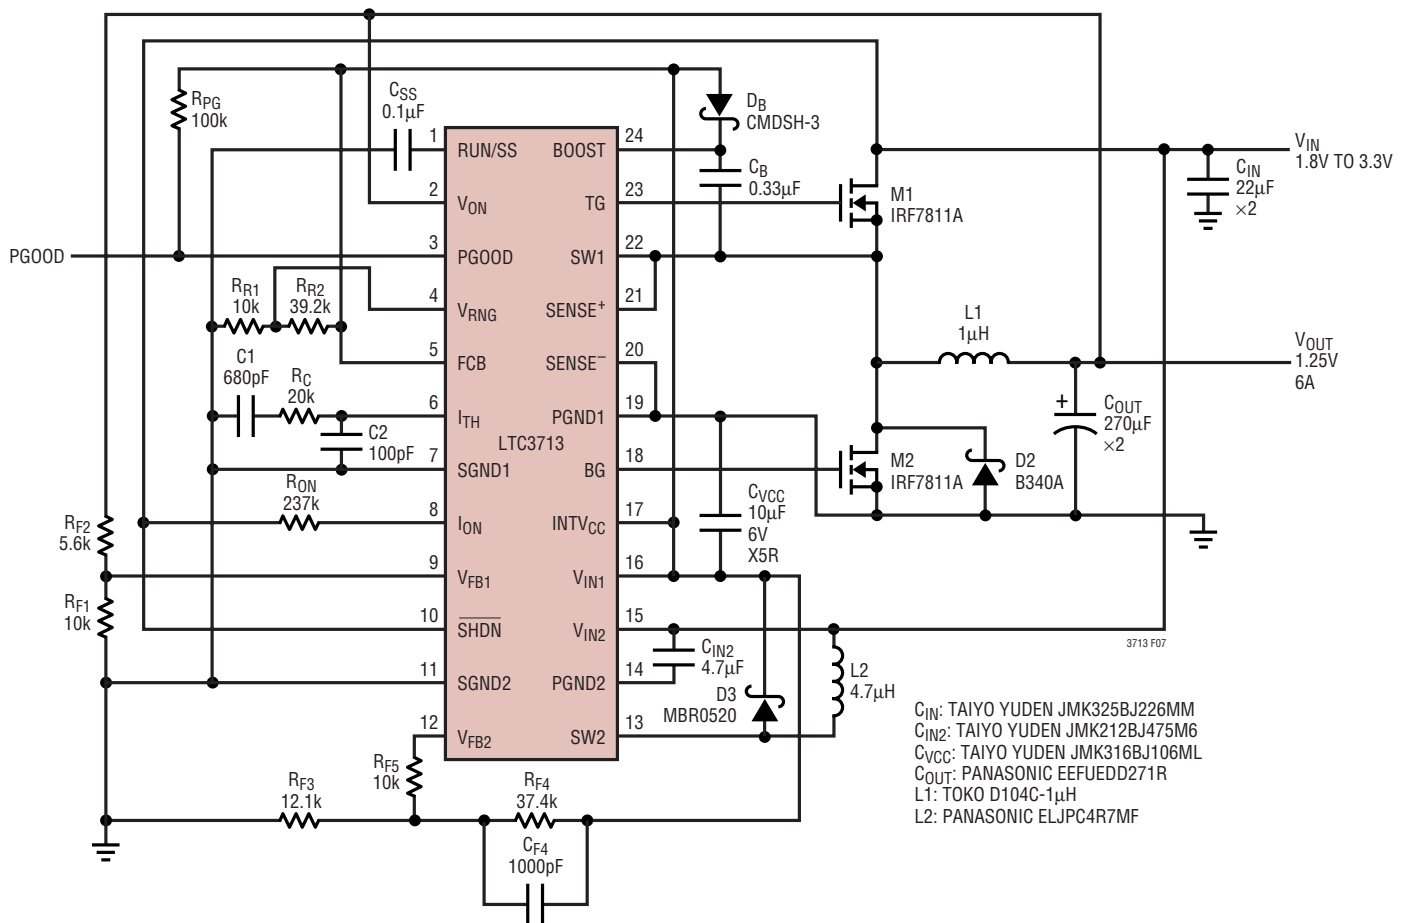 RPG
100k
CSS
0.1µF
DB
CMDSH-3
CB
0.33µF
VIN
1.8V TO 3.3V
CIN
22µF
×2
M1
IRF7811A
PGOOD
RR1
10k
RR2
39.2k
C1
680pF
RC
20k
C2
100pF
RON
237k
RF2
5.6k
RF1
10k
1
RUN/SS
BOOST
24
2
VON
TG
23
3
PGOOD
SW1
22
4
VRNG
SENSE+
21
5
FCB
SENSE−
20
6
ITH
PGND1
19
LTC3713
7
SGND1
BG
18
8
ION
INTVCC
17
9
VFB1
VIN1
16
10
SHDN
VIN2
15
11
SGND2
PGND2
14
12
VFB2
SW2
13
L1
1µH
VOUT
1.25V
6A
+
COUT
270µF
×2
M2
IRF7811A
D2
B340A
CVCC
10µF
6V
X5R
CIN2
4.7µF
D3
MBR0520
L2
4.7µH
3713 F07
RF5
10k
RF3
12.1k
RF4
37.4k
CF4
1000pF
CIN: TAIYO YUDEN JMK325BJ226MM
CIN2: TAIYO YUDEN JMK212BJ475M6
CVCC: TAIYO YUDEN JMK316BJ106ML
COUT: PANASONIC EEFUEDD271R
L1: TOKO D104C-1µH
L2: PANASONIC ELJPC4R7MF